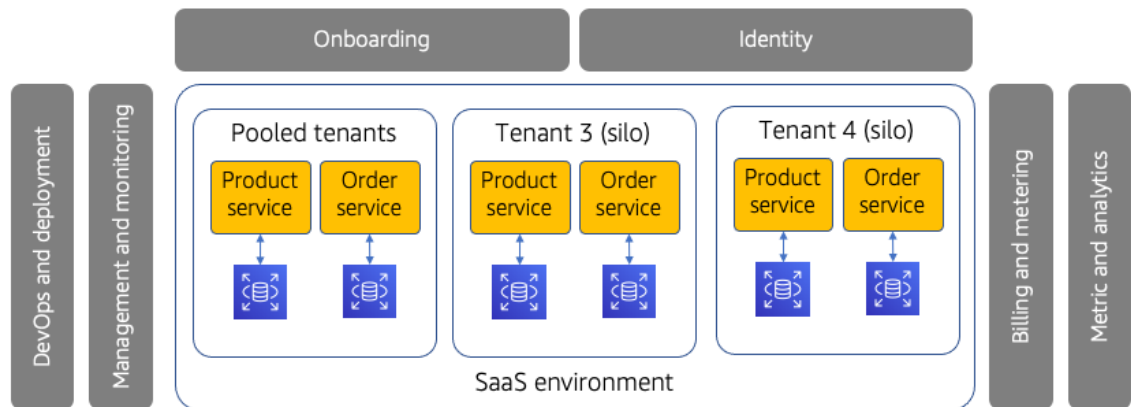 Onboarding
Identity
DevOps and deployment
Management and monitoring
Pooled tenants
Product
service
Order
service
Tenant 3 (silo)
Product
service
Order
service
Tenant 4 (silo)
Product
service
Order
service
SaaS environment
Billing and metering
Metric and analytics